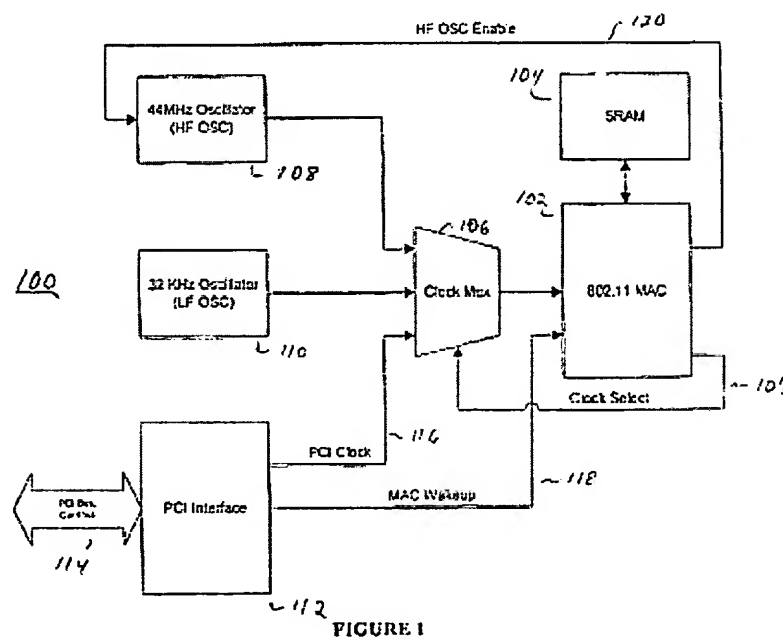 HF OSC Enable
120
44MHz Oscillator
(HF OSC)
108
104
SRAM
102
106
Clock Mux
802.11 MAC
100
32 KHz Oscillator
(LF OSC)
110
Clock Select
PCI Clock
116
MAC Wakeup
118
PCI Interface
PCI Bus
114
112
FIGURE 1